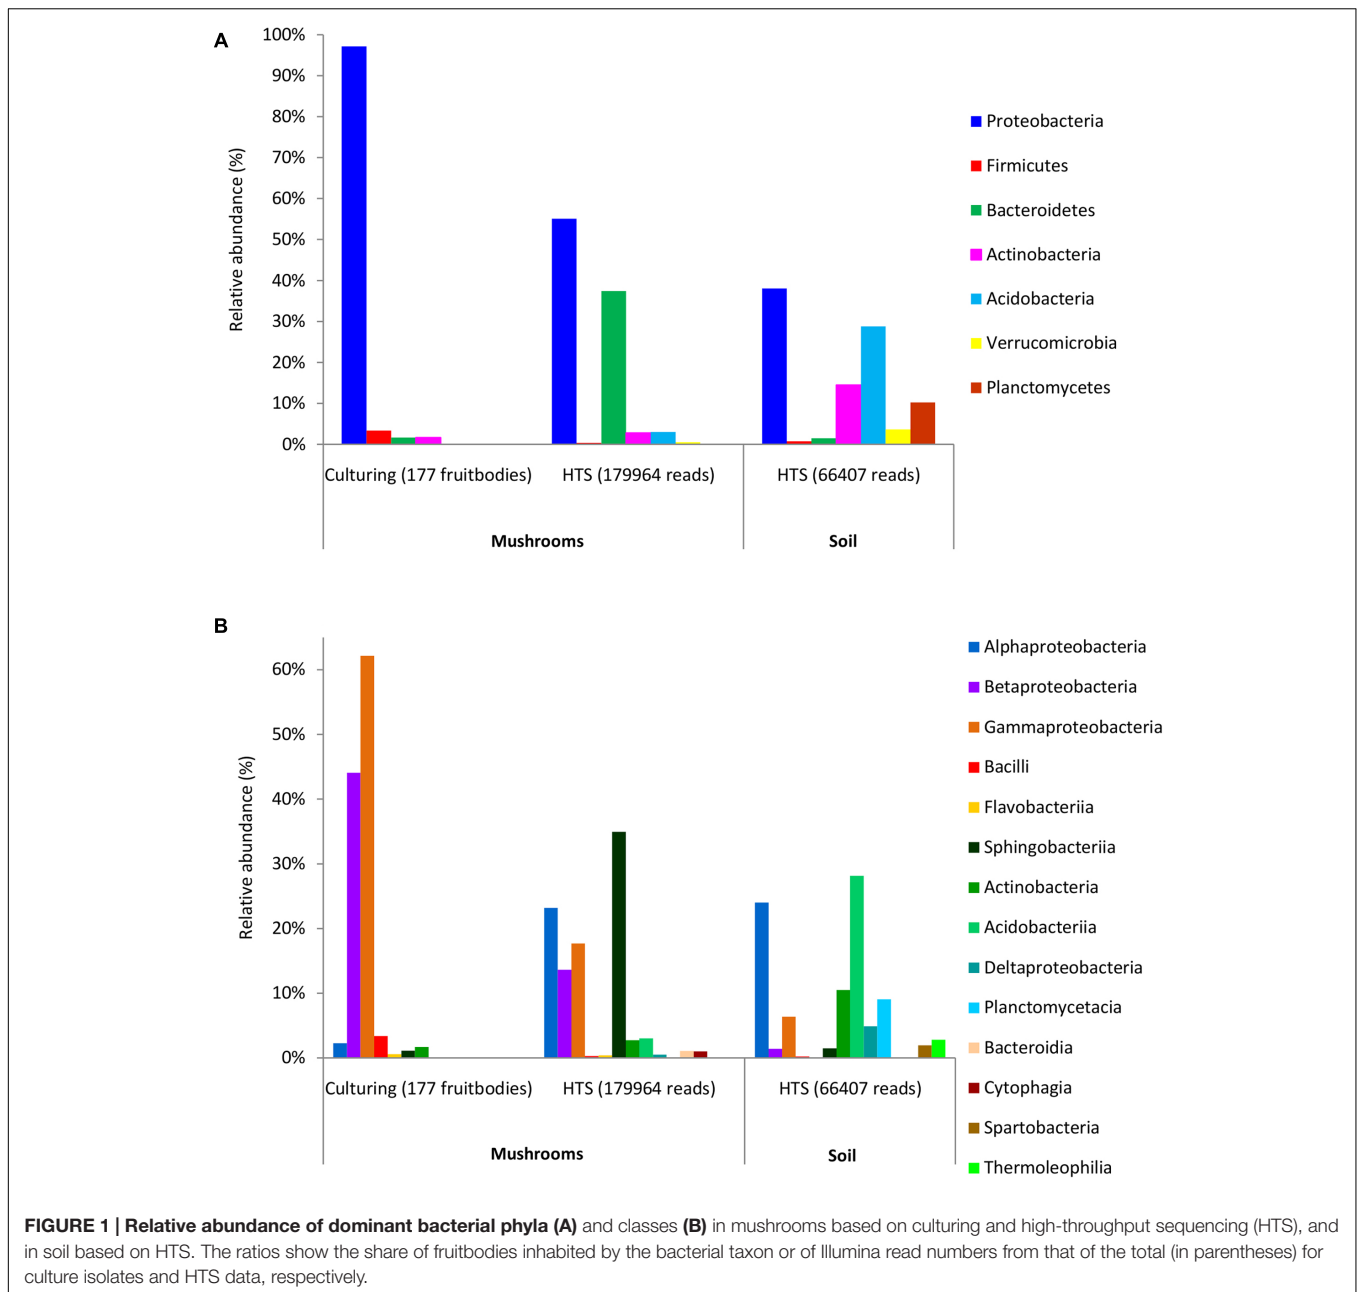 A
100%
90%
80%
70%
60%
50%
40%
30%
20%
10%
0%
Relative abundance (%)
Proteobacteria
Firmicutes
Bacteroidetes
Actinobacteria
Acidobacteria
Verrucomicrobia
Planctomycetes
Culturing (177 fruitbodies)
HTS (179964 reads)
HTS (66407 reads)
Mushrooms
Soil
B
60%
50%
40%
30%
20%
10%
0%
Relative abundance (%)
Alphaproteobacteria
Betaproteobacteria
Gammaproteobacteria
Bacilli
Flavobacteriia
Sphingobacteriia
Actinobacteria
Acidobacteriia
Deltaproteobacteria
Planctomycetacia
Bacteroidia
Cytophagia
Spartobacteria
Thermoleophilia
Culturing (177 fruitbodies)
HTS (179964 reads)
HTS (66407 reads)
Mushrooms
Soil
FIGURE 1 | Relative abundance of dominant bacterial phyla (A) and classes (B) in mushrooms based on culturing and high-throughput sequencing (HTS), and
in soil based on HTS. The ratios show the share of fruitbodies inhabited by the bacterial taxon or of Illumina read numbers from that of the total (in parentheses) for
culture isolates and HTS data, respectively.